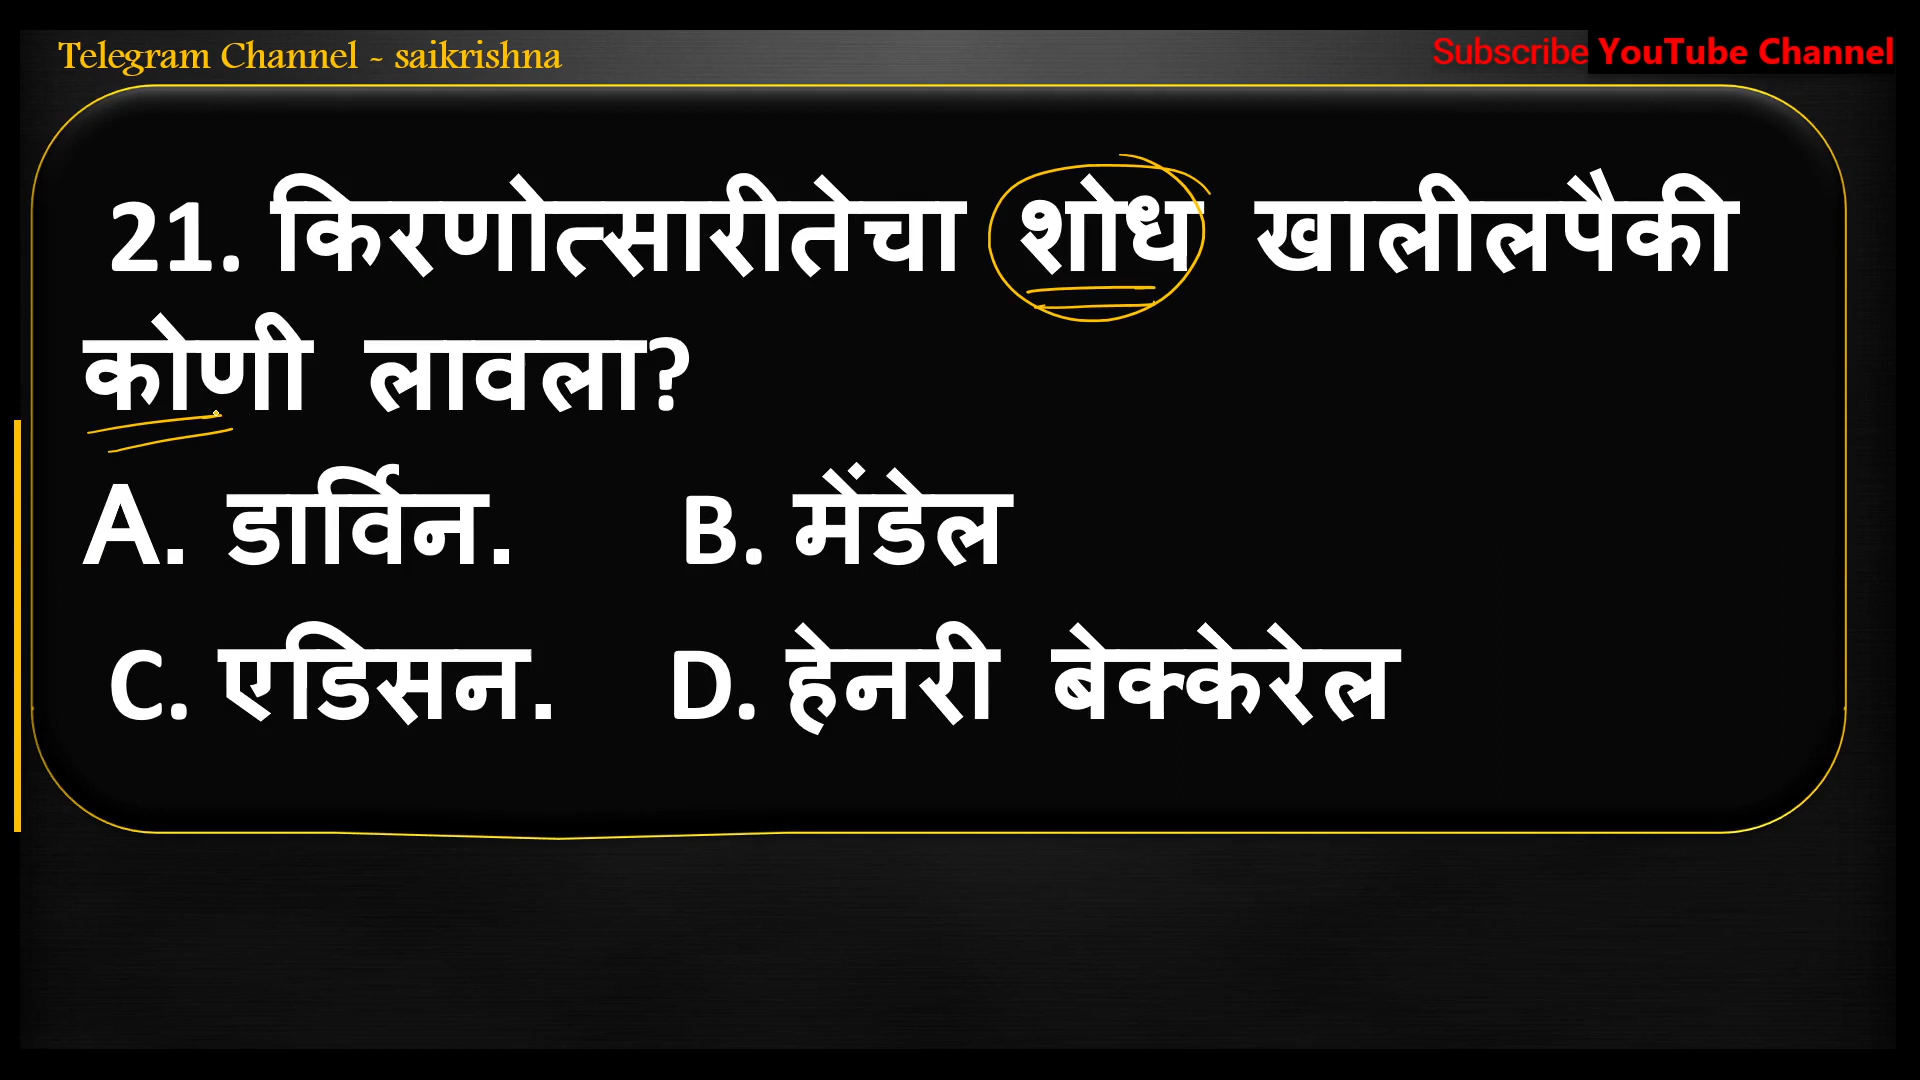 Telegram Channel - saikrishna
Subscribe YouTube Channel
21. किरणोत्सारीतेचा शोध खालीलपैकी
कोणी लावला?
A. डार्विन. B. मेंडेल
C. एडिसन. D. हेनरी बेक्केरेल